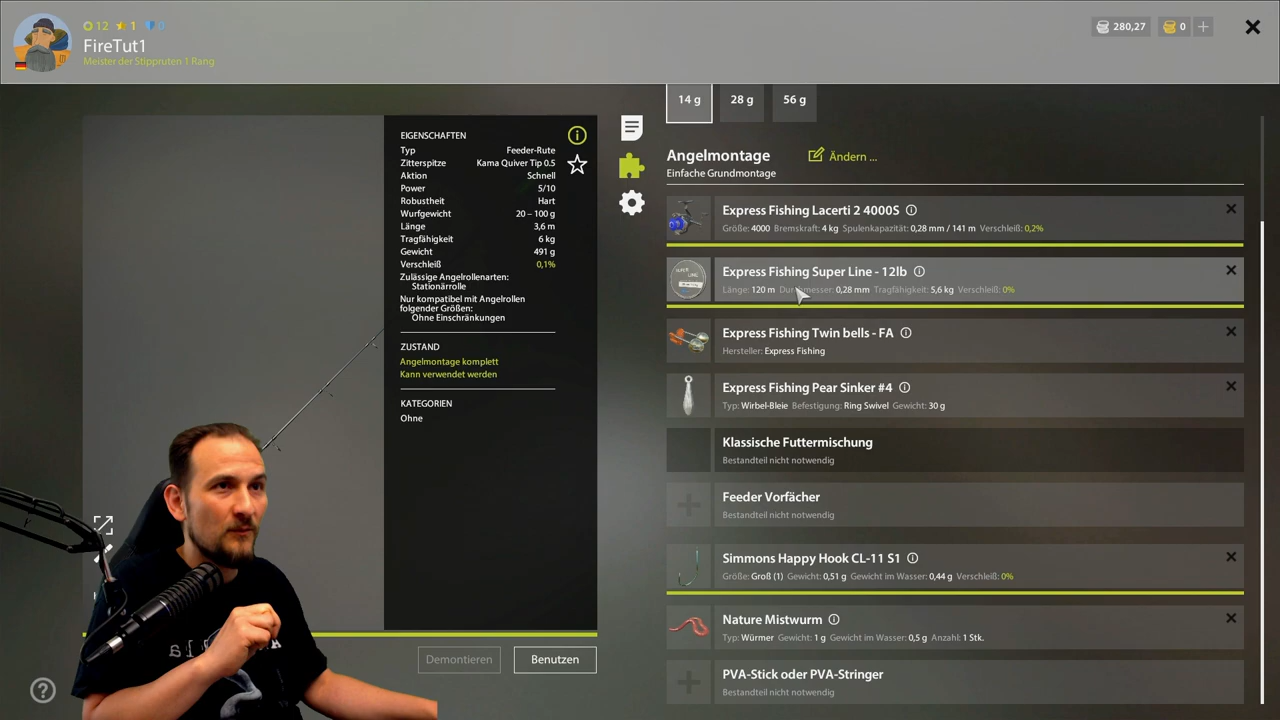 12 1 0
FireTut1
Meister der Stippruten 1 Rang
280,27
0
EIGENSCHAFTEN
Typ Feeder-Rute
Zitterspitze Kama Quiver Tip 0.5
Aktion Schnell
Power 5/10
Robustheit Hart
Wurfgewicht 20 – 100 g
Länge 3,6 m
Tragfähigkeit 6 kg
Gewicht 491 g
Verschleiß 0,1%
Zulässige Angelrollenarten:
Stationärrolle
Nur kompatibel mit Angelrollen
folgender Größen:
Ohne Einschränkungen
ZUSTAND
Angelmontage komplett
Kann verwendet werden
KATEGORIEN
Ohne
Demontieren
Benutzen
14 g
28 g
56 g
Angelmontage
Ändern ...
Einfache Grundmontage
Express Fishing Lacerti 2 4000S
Größe: 4000 Bremskraft: 4 kg Spulenkapazität: 0,28 mm / 141 m Verschleiß: 0,2%
Express Fishing Super Line - 12lb
Länge: 120 m Durchmesser: 0,28 mm Tragfähigkeit: 5,6 kg Verschleiß: 0%
Express Fishing Twin bells - FA
Hersteller: Express Fishing
Express Fishing Pear Sinker #4
Typ: Wirbel-Bleie Befestigung: Ring Swivel Gewicht: 30 g
Klassische Futtermischung
Bestandteil nicht notwendig
Feeder Vorfächer
Bestandteil nicht notwendig
Simmons Happy Hook CL-11 S1
Größe: Groß (1) Gewicht: 0,51 g Gewicht im Wasser: 0,44 g Verschleiß: 0%
Nature Mistwurm
Typ: Würmer Gewicht: 1 g Gewicht im Wasser: 0,5 g Anzahl: 1 Stk.
PVA-Stick oder PVA-Stringer
Bestandteil nicht notwendig